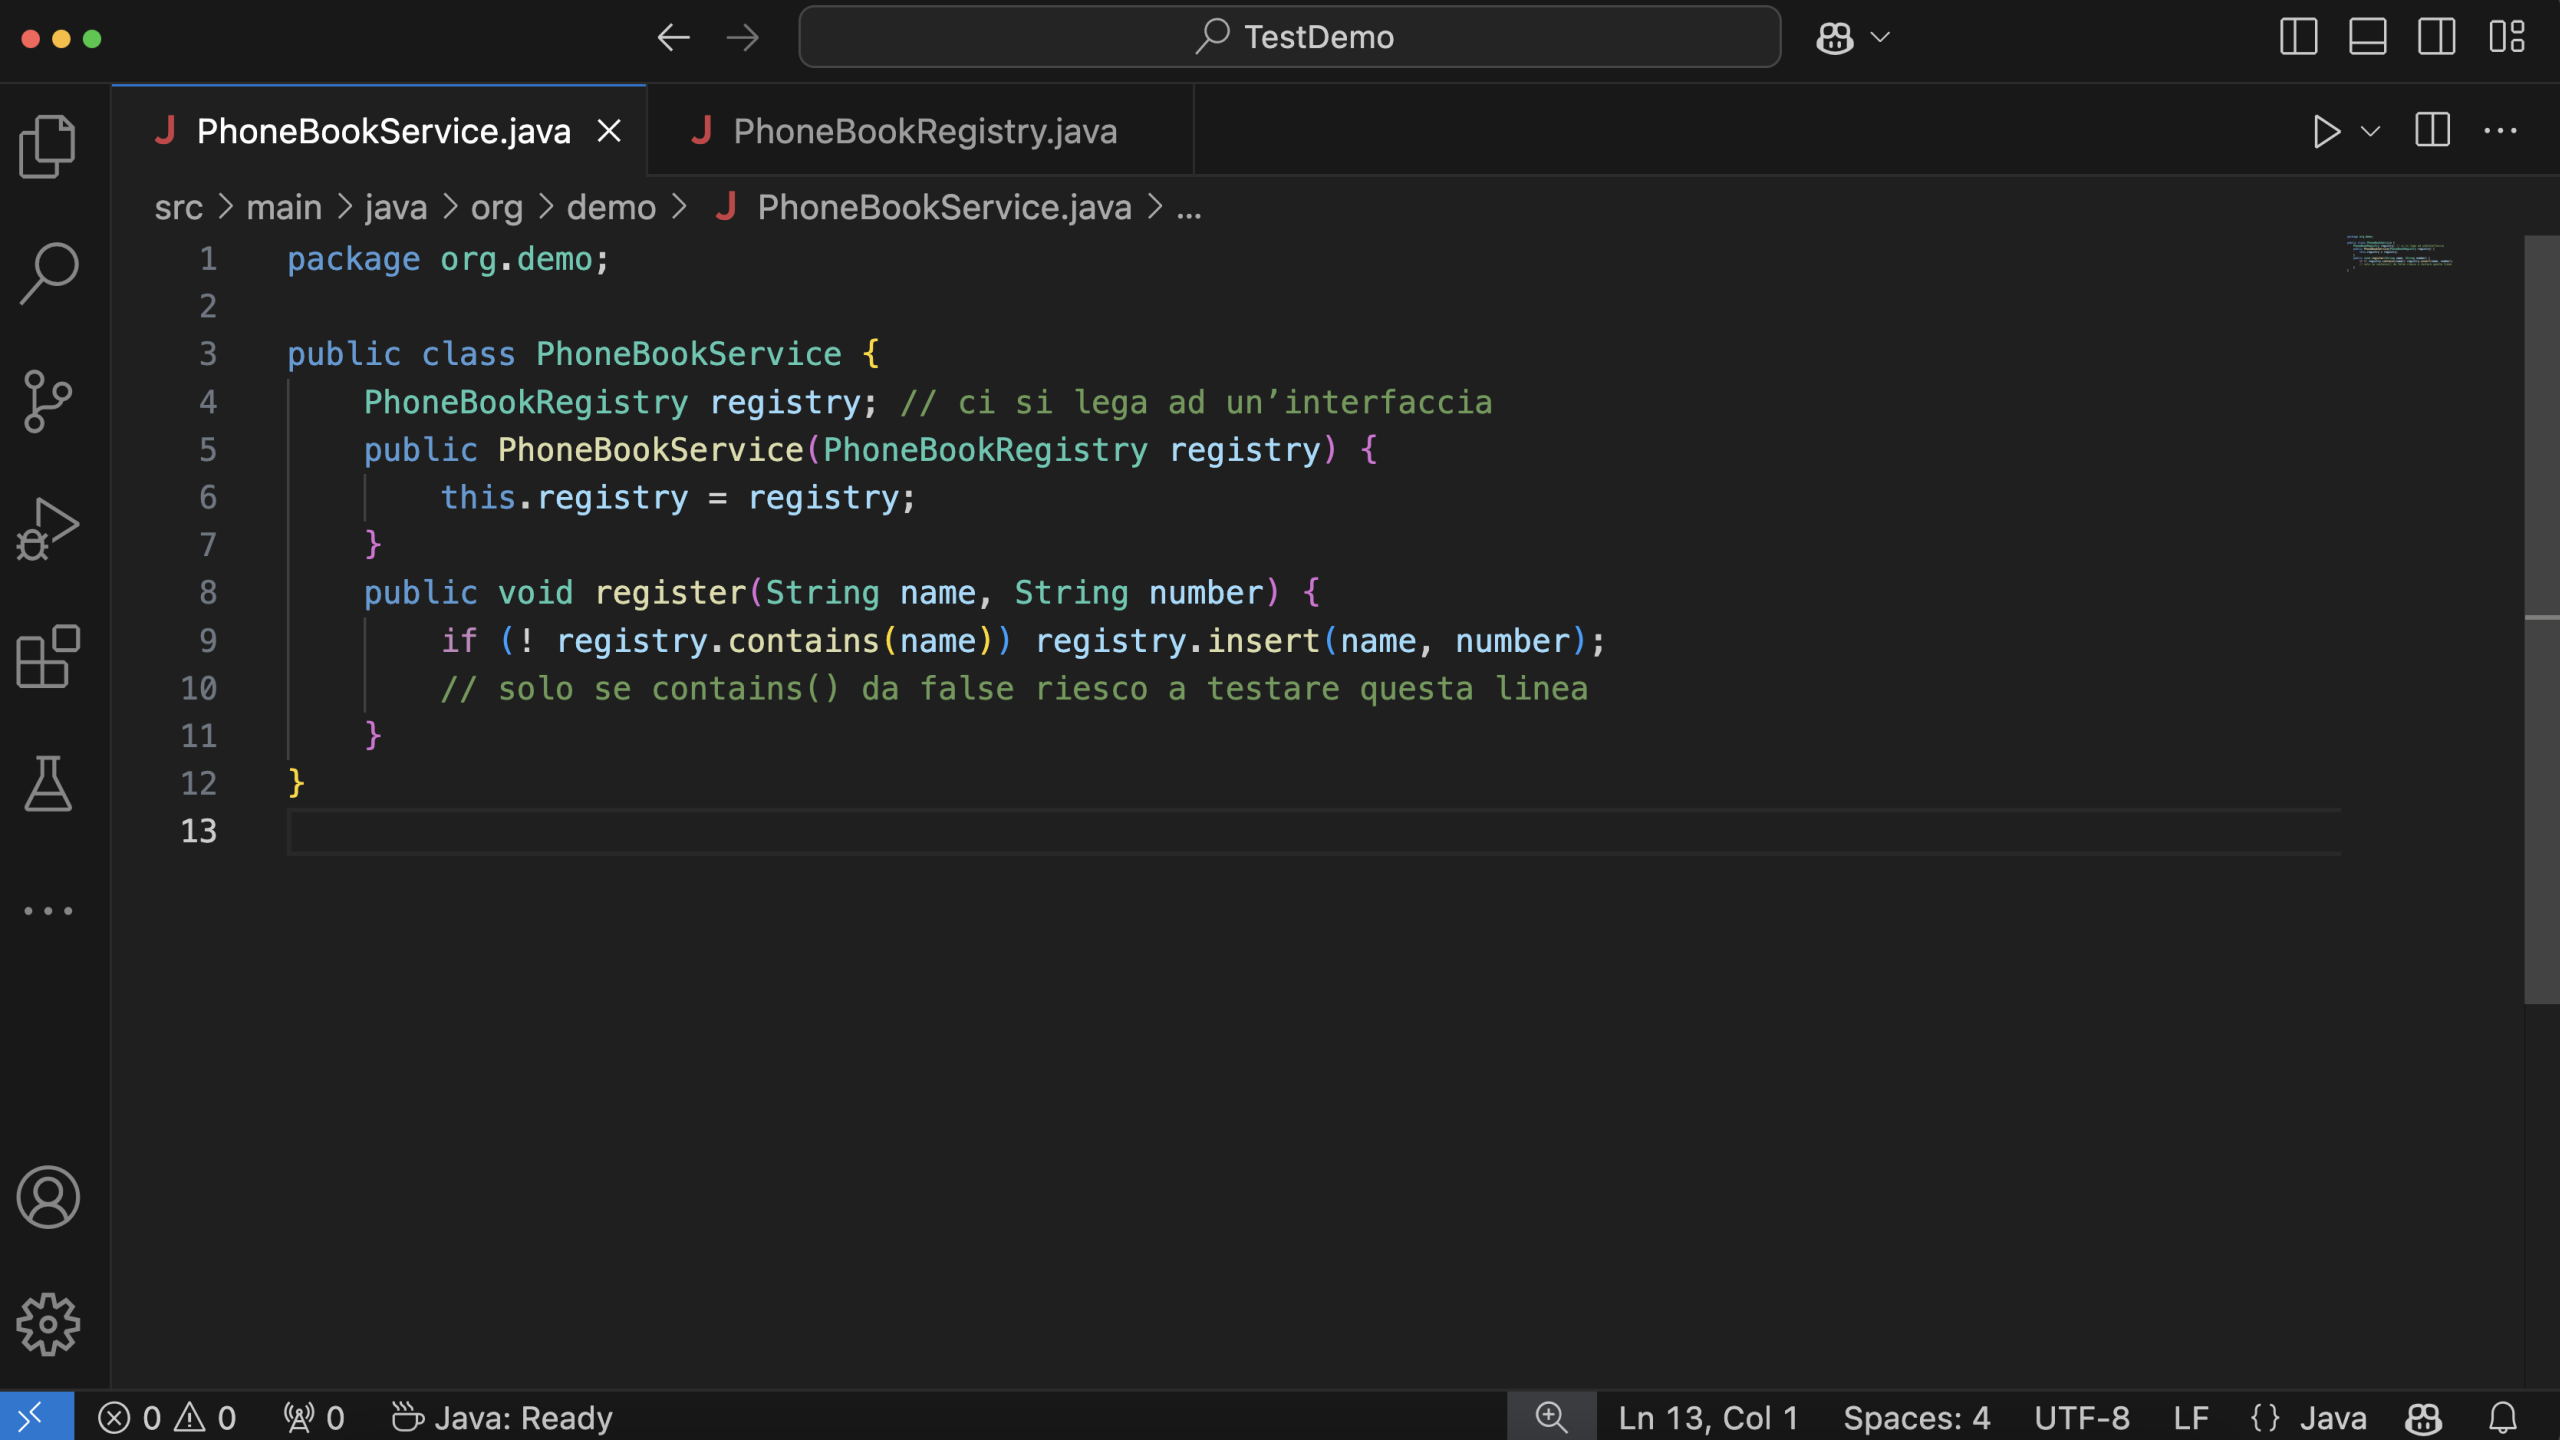 TestDemo
PhoneBookService.java
PhoneBookRegistry.java
src > main > java > org > demo > J PhoneBookService.java > ...
1 package org.demo;
2
3 public class PhoneBookService {
4 PhoneBookRegistry registry; // ci si lega ad un’interfaccia
5 public PhoneBookService(PhoneBookRegistry registry) {
6 this.registry = registry;
7 }
8 public void register(String name, String number) {
9 if (! registry.contains(name)) registry.insert(name, number);
10 // solo se contains() da false riesco a testare questa linea
11 }
12 }
13
0 0 0 Java: Ready Ln 13, Col 1 Spaces: 4 UTF-8 LF {} Java